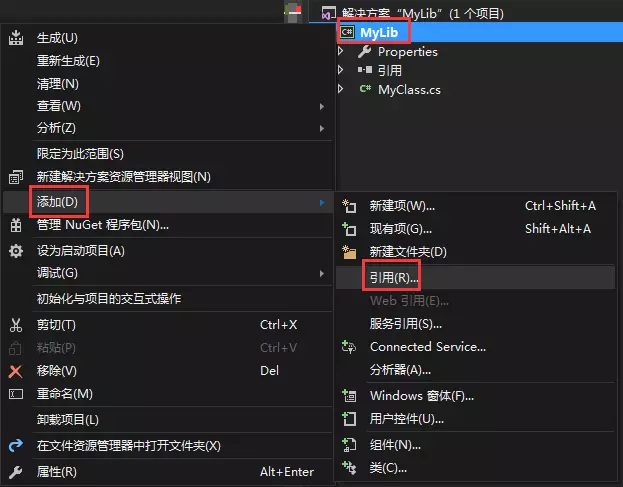 解决方案“MyLib”(1 个项目)
C# MyLib
Properties
引用
C# MyClass.cs
生成(U)
重新生成(E)
清理(N)
查看(W)
分析(Z)
限定为此范围(S)
新建解决方案资源管理器视图(N)
添加(D)
管理 NuGet 程序包(N)...
设为启动项目(A)
调试(G)
初始化与项目的交互式操作
剪切(T) Ctrl+X
粘贴(P) Ctrl+V
移除(V) Del
重命名(M)
卸载项目(L)
在文件资源管理器中打开文件夹(X)
属性(R) Alt+Enter
新建项(W)... Ctrl+Shift+A
现有项(G)... Shift+Alt+A
新建文件夹(D)
引用(R)...
Web 引用(E)...
服务引用(S)...
Connected Service...
分析器(A)...
Windows 窗体(F)...
用户控件(U)...
组件(N)...
类(C)...